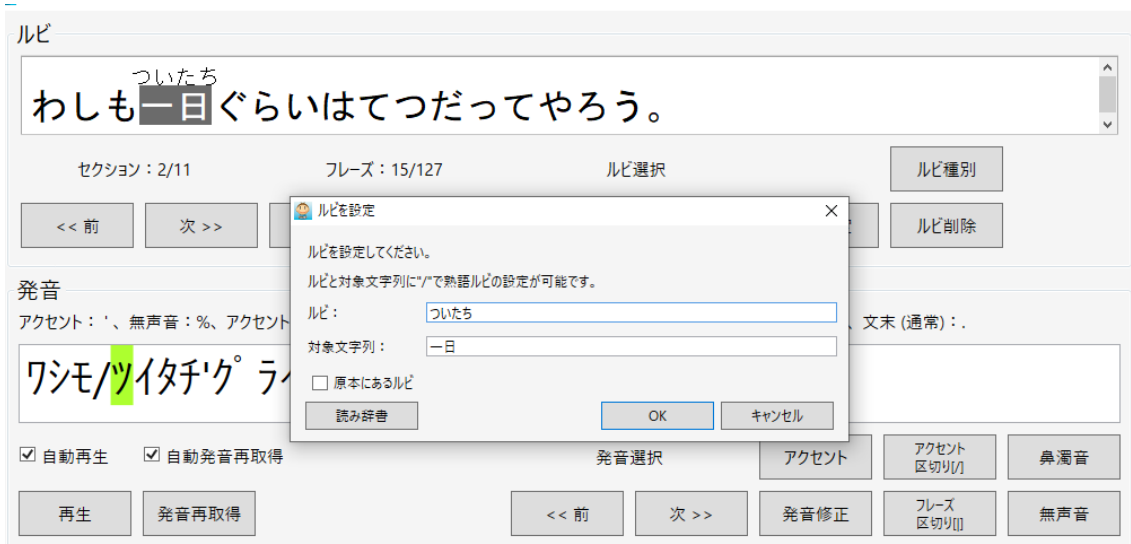 ルビ
ついたち
わしも一日ぐらいはてつだってやろう。
セクション：2/11 フレーズ：15/127 ルビ選択 ルビ種別
<< 前 次 >> ルビ削除
ルビを設定
ルビを設定してください。
ルビと対象文字列に"/"で熟語ルビの設定が可能です。
ルビ： ついたち
対象文字列： 一日
原本にあるルビ
読み辞書 OK キャンセル
発音
アクセント： '、無声音：%、アクセント 、文末 (通常)：.
ワシモ/ツイタチ'グライ
自動再生 自動発音再取得 発音選択 アクセント アクセント区切り[/] 鼻濁音
再生 発音再取得 << 前 次 >> 発音修正 フレーズ区切り[|] 無声音